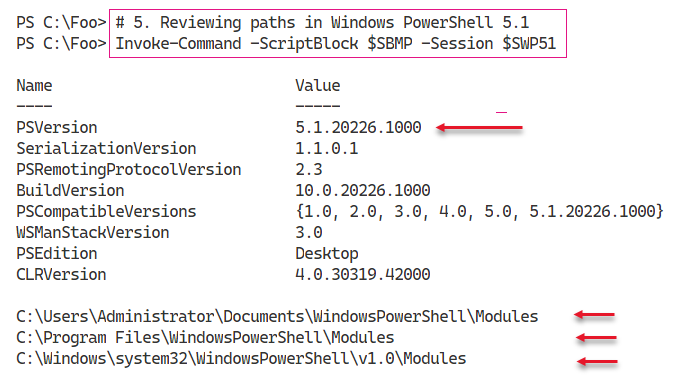 PS C:\Foo> # 5. Reviewing paths in Windows PowerShell 5.1
PS C:\Foo> Invoke-Command -ScriptBlock $SBMP -Session $SWP51
Name Value
---- -----
PSVersion 5.1.20226.1000
SerializationVersion 1.1.0.1
PSRemotingProtocolVersion 2.3
BuildVersion 10.0.20226.1000
PSCompatibleVersions {1.0, 2.0, 3.0, 4.0, 5.0, 5.1.20226.1000}
WSManStackVersion 3.0
PSEdition Desktop
CLRVersion 4.0.30319.42000
C:\Users\Administrator\Documents\WindowsPowerShell\Modules
C:\Program Files\WindowsPowerShell\Modules
C:\Windows\system32\WindowsPowerShell\v1.0\Modules